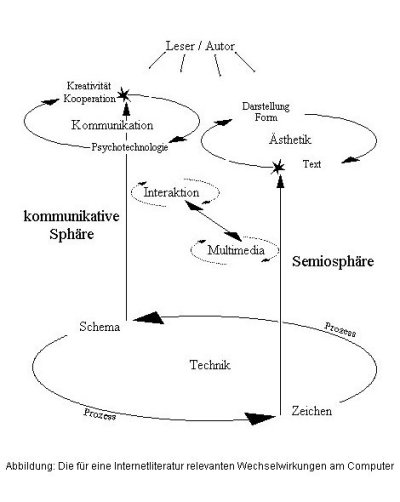 Leser / Autor
Kreativität
Kooperation
Kommunikation
Psychotechnologie
Darstellung
Form
Ästhetik
Text
Interaktion
Multimedia
kommunikative
Sphäre
Semiosphäre
Schema
Prozess
Technik
Prozess
Zeichen
Abbildung: Die für eine Internetliteratur relevanten Wechselwirkungen am Computer